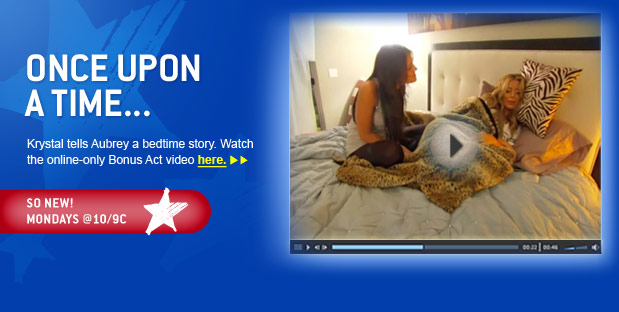 ONCE UPON
A TIME...
Krystal tells Aubrey a bedtime story. Watch
the online-only Bonus Act video here.
SO NEW!
MONDAYS @10/9C
00:22 00:46